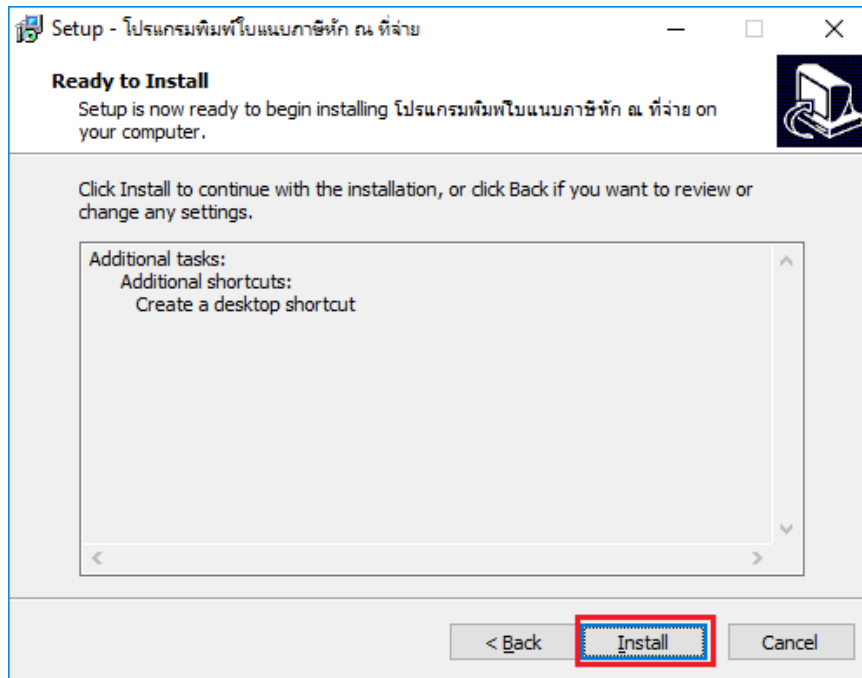 Setup - โปรแกรมพิมพ์ใบแนบภาษีหัก ณ ที่จ่าย
Ready to Install
Setup is now ready to begin installing โปรแกรมพิมพ์ใบแนบภาษีหัก ณ ที่จ่าย on
your computer.
Click Install to continue with the installation, or click Back if you want to review or
change any settings.
Additional tasks:
Additional shortcuts:
Create a desktop shortcut
< Back
Install
Cancel